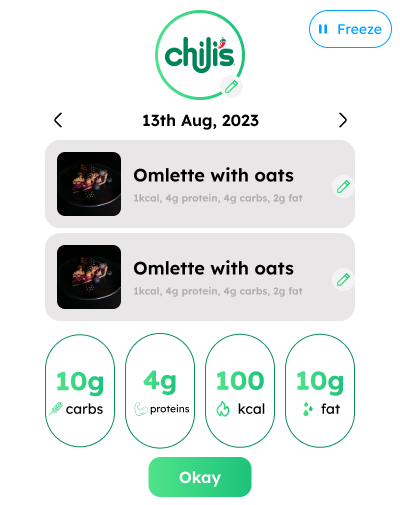 Freeze
chili's
13th Aug, 2023
Omlette with oats
1kcal, 4g protein, 4g carbs, 2g fat
Omlette with oats
1kcal, 4g protein, 4g carbs, 2g fat
10g
carbs
4g
proteins
100
kcal
10g
fat
Okay